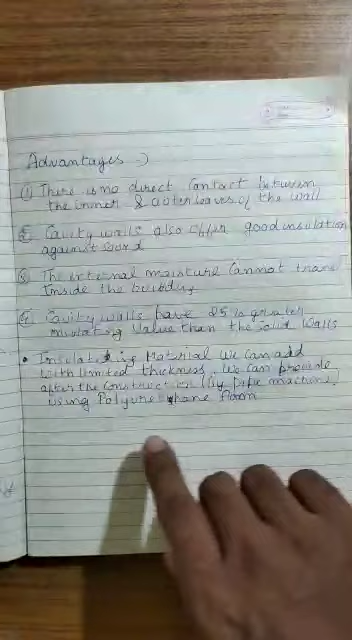 Advantages :)
① There is no direct Contact between
the inner & outer leaves of the wall
② Cavity walls also offer good insulation
against sound
③ The external moisture Cannot trans
Inside the building
④ Cavity walls have 25% greater
insulating Value than the solid Walls
• Insulating Material We Can add
with limited thickness. We can provide
after the construction (by pipe machine)
using Polyurethane foam